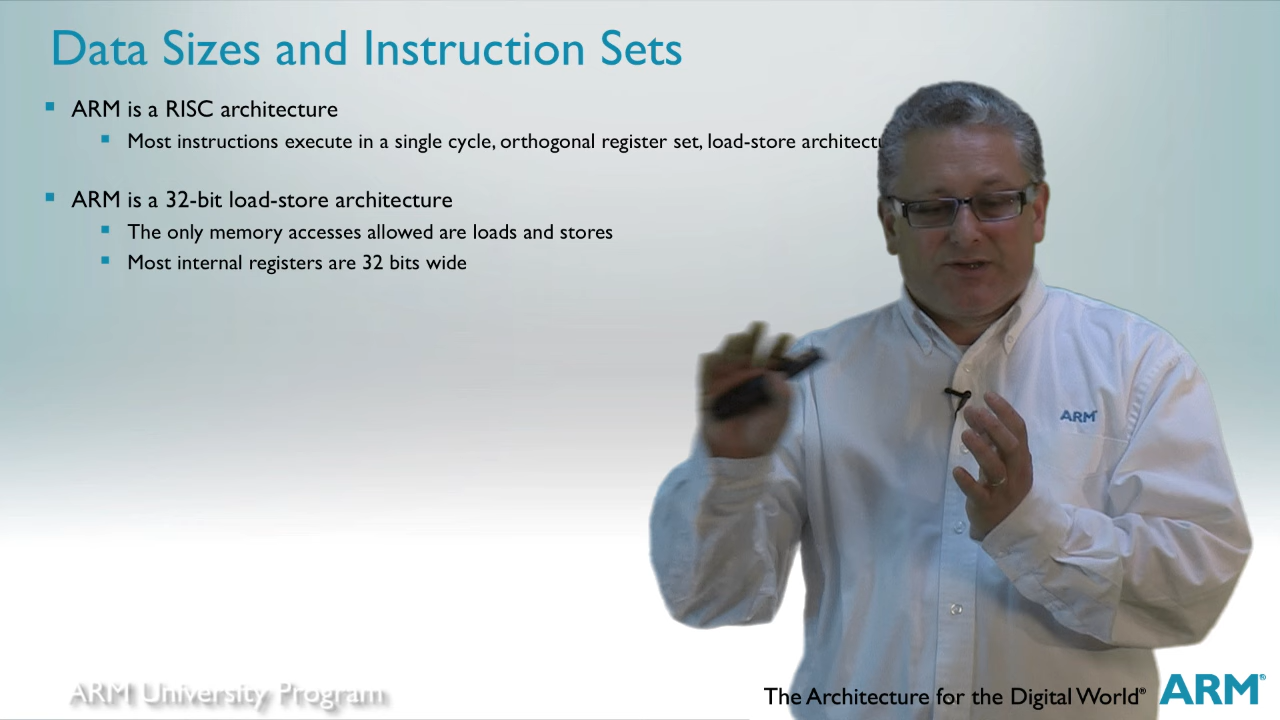 Data Sizes and Instruction Sets
ARM is a RISC architecture
Most instructions execute in a single cycle, orthogonal register set, load-store
ARM is a 32-bit load-store architecture
The only memory accesses allowed are loads and stores
Most internal registers are 32 bits wide
ARM
ARM University Program
The Architecture for the Digital World®
ARM®